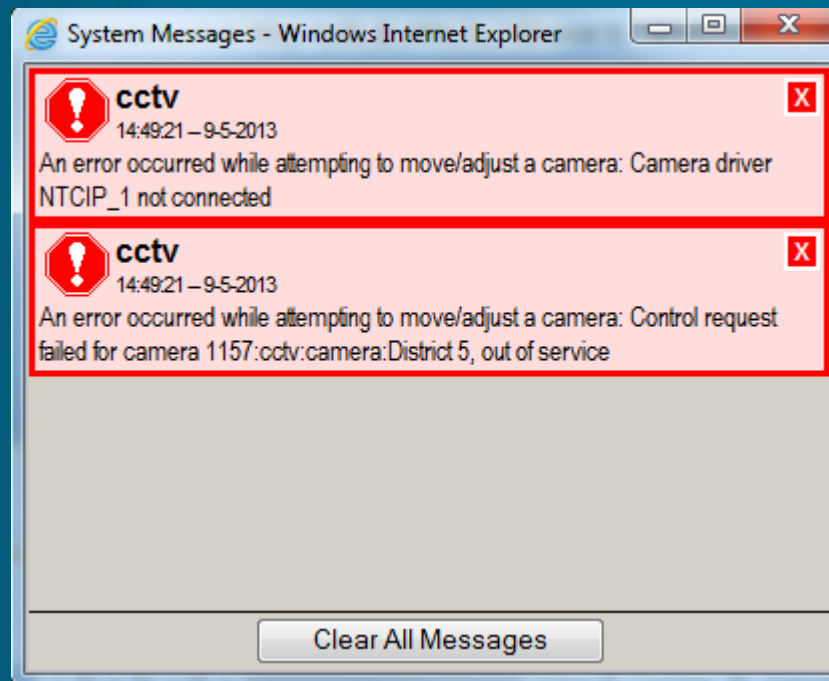 System Messages - Windows Internet Explorer
cctv
14:49:21 – 9-5-2013
An error occurred while attempting to move/adjust a camera: Camera driver
NTCIP_1 not connected
X
cctv
14:49:21 – 9-5-2013
An error occurred while attempting to move/adjust a camera: Control request
failed for camera 1157:cctv:camera:District 5, out of service
X
Clear All Messages